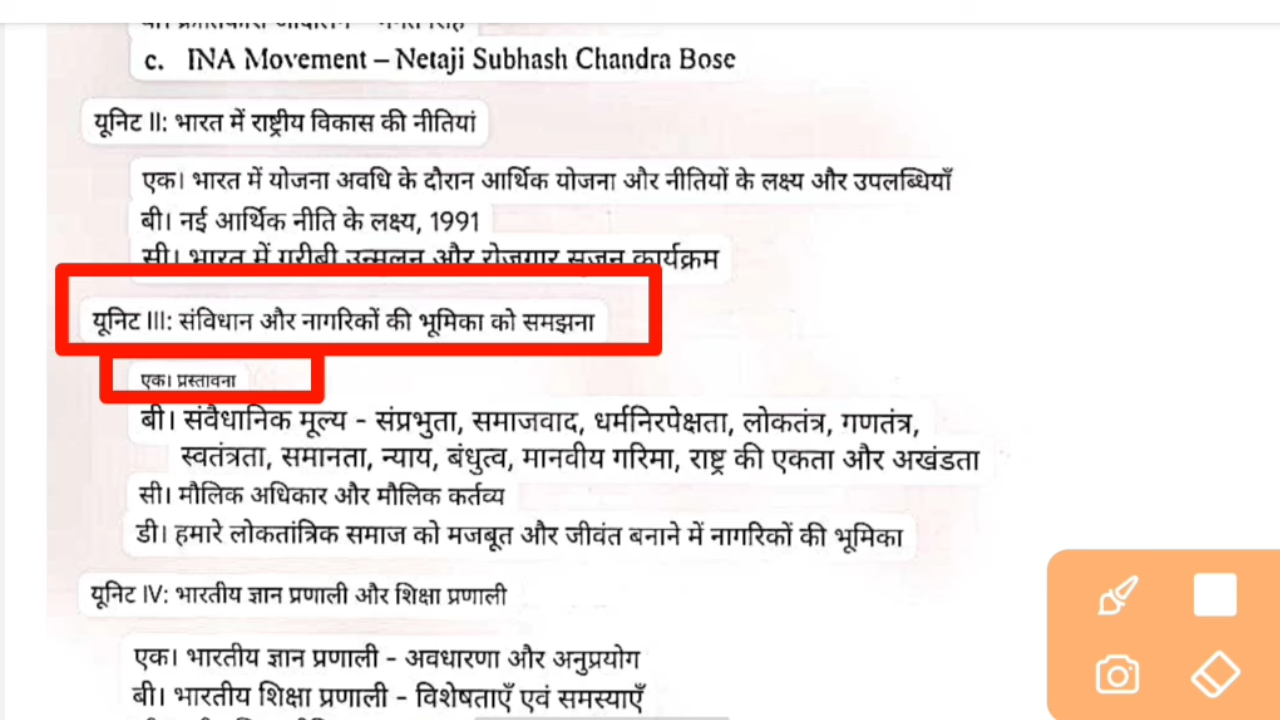 c. INA Movement – Netaji Subhash Chandra Bose
यूनिट II: भारत में राष्ट्रीय विकास की नीतियां
एक। भारत में योजना अवधि के दौरान आर्थिक योजना और नीतियों के लक्ष्य और उपलब्धियाँ
बी। नई आर्थिक नीति के लक्ष्य, 1991
सी। भारत में गरीबी उन्मूलन और रोजगार सृजन कार्यक्रम
यूनिट III: संविधान और नागरिकों की भूमिका को समझना
एक। प्रस्तावना
बी। संवैधानिक मूल्य - संप्रभुता, समाजवाद, धर्मनिरपेक्षता, लोकतंत्र, गणतंत्र,
स्वतंत्रता, समानता, न्याय, बंधुत्व, मानवीय गरिमा, राष्ट्र की एकता और अखंडता
सी। मौलिक अधिकार और मौलिक कर्तव्य
डी। हमारे लोकतांत्रिक समाज को मजबूत और जीवंत बनाने में नागरिकों की भूमिका
यूनिट IV: भारतीय ज्ञान प्रणाली और शिक्षा प्रणाली
एक। भारतीय ज्ञान प्रणाली - अवधारणा और अनुप्रयोग
बी। भारतीय शिक्षा प्रणाली - विशेषताएँ एवं समस्याएँ